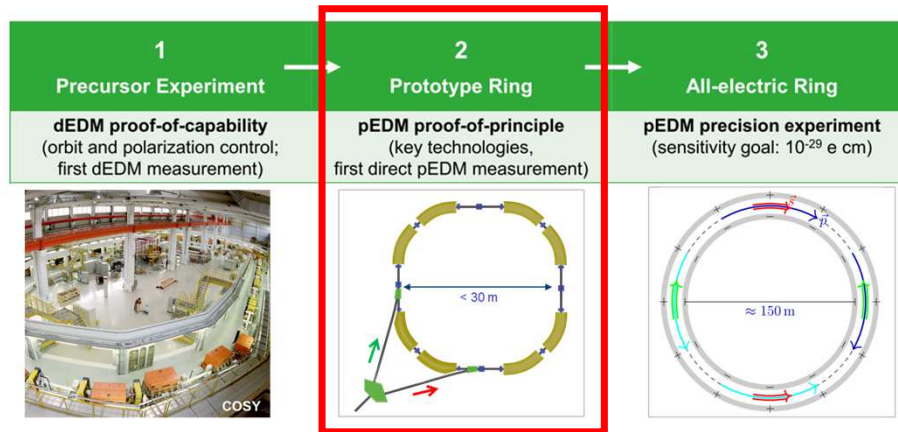 1
Precursor Experiment
2
Prototype Ring
3
All-electric Ring
dEDM proof-of-capability
(orbit and polarization control;
first dEDM measurement)
pEDM proof-of-principle
(key technologies,
first direct pEDM measurement)
pEDM precision experiment
(sensitivity goal: 10⁻²⁹ e cm)
COSY
< 30 m
s⃗
p⃗
≈ 150 m